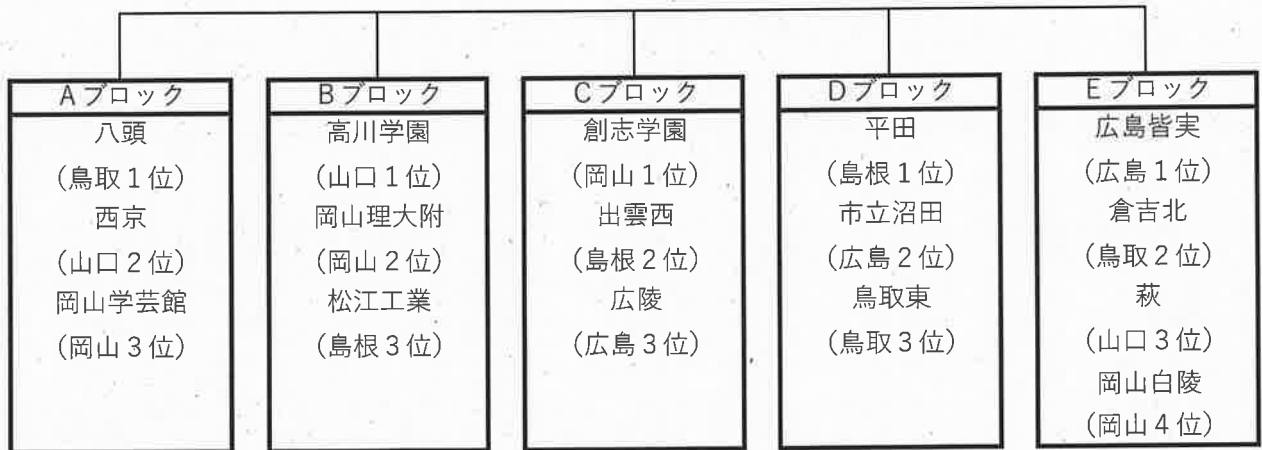 Aブロック
八頭
(鳥取1位)
西京
(山口2位)
岡山学芸館
(岡山3位)
Bブロック
高川学園
(山口1位)
岡山理大附
(岡山2位)
松江工業
(島根3位)
Cブロック
創志学園
(岡山1位)
出雲西
(島根2位)
広陵
(広島3位)
Dブロック
平田
(島根1位)
市立沼田
(広島2位)
鳥取東
(鳥取3位)
Eブロック
広島皆実
(広島1位)
倉吉北
(鳥取2位)
萩
(山口3位)
岡山白陵
(岡山4位)